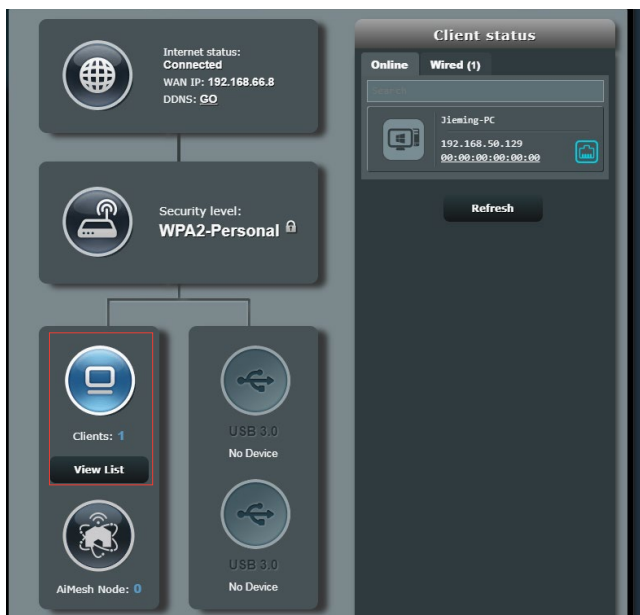 Internet status:
Connected
WAN IP: 192.168.66.8
DDNS: GO
Security level:
WPA2-Personal
Clients: 1
View List
AiMesh Node: 0
USB 3.0
No Device
USB 3.0
No Device
Client status
Online Wired (1)
Search
Jieming-PC
192.168.50.129
00:00:00:00:00:00
Refresh